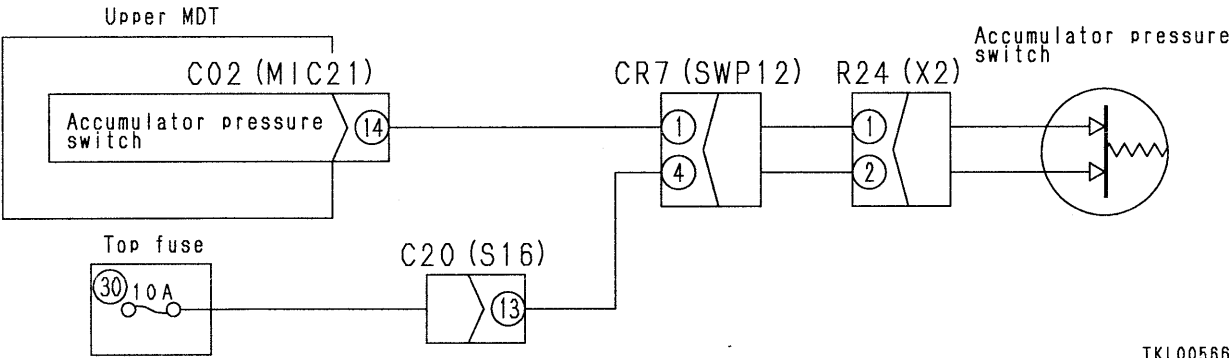 Upper MDT
Accumulator pressure
switch
C02 (MIC21)
CR7 (SWP12)
R24 (X2)
Accumulator pressure
switch
14
1
1
4
2
Top fuse
C20 (S16)
30
10A
13
TKL00566